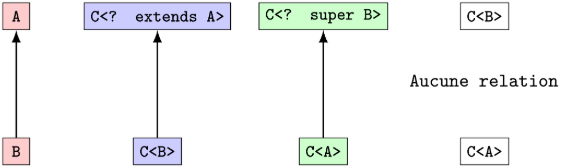 A C<? extends A> C<? super B> C<B>
Aucune relation
B C<B> C<A> C<A>